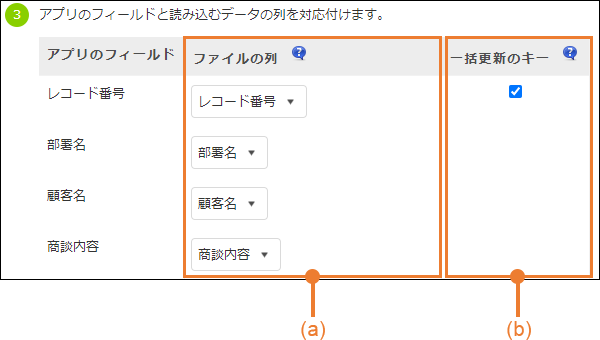 3 アプリのフィールドと読み込むデータの列を対応付けます。
アプリのフィールド ファイルの列 ? 一括更新のキー ?
レコード番号 レコード番号
部署名 部署名
顧客名 顧客名
商談内容 商談内容
(a) (b)